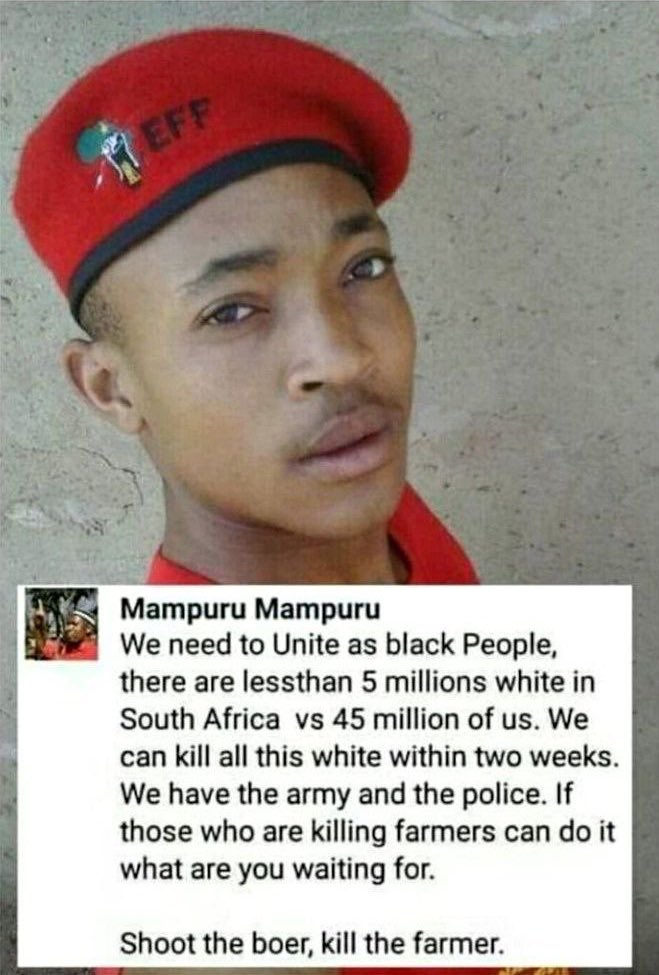 EFF
Mampuru Mampuru
We need to Unite as black People,
there are lessthan 5 millions white in
South Africa vs 45 million of us. We
can kill all this white within two weeks.
We have the army and the police. If
those who are killing farmers can do it
what are you waiting for.
Shoot the boer, kill the farmer.